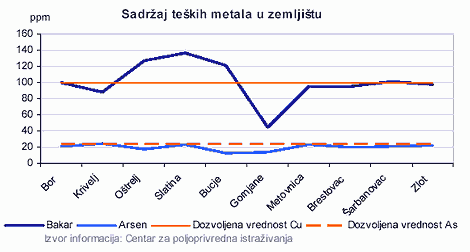 Sadržaj teških metala u zemljištu
ppm
160
140
120
100
80
60
40
20
0
Bor
Krivelj
Oštrelj
Slatina
Bucje
Gornjane
Metovnica
Brestovac
Šarbanovac
Zlot
Bakar Arsen Dozvoljena vrednost Cu Dozvoljena vrednost As
Izvor informacija: Centar za poljoprivredna istraživanja